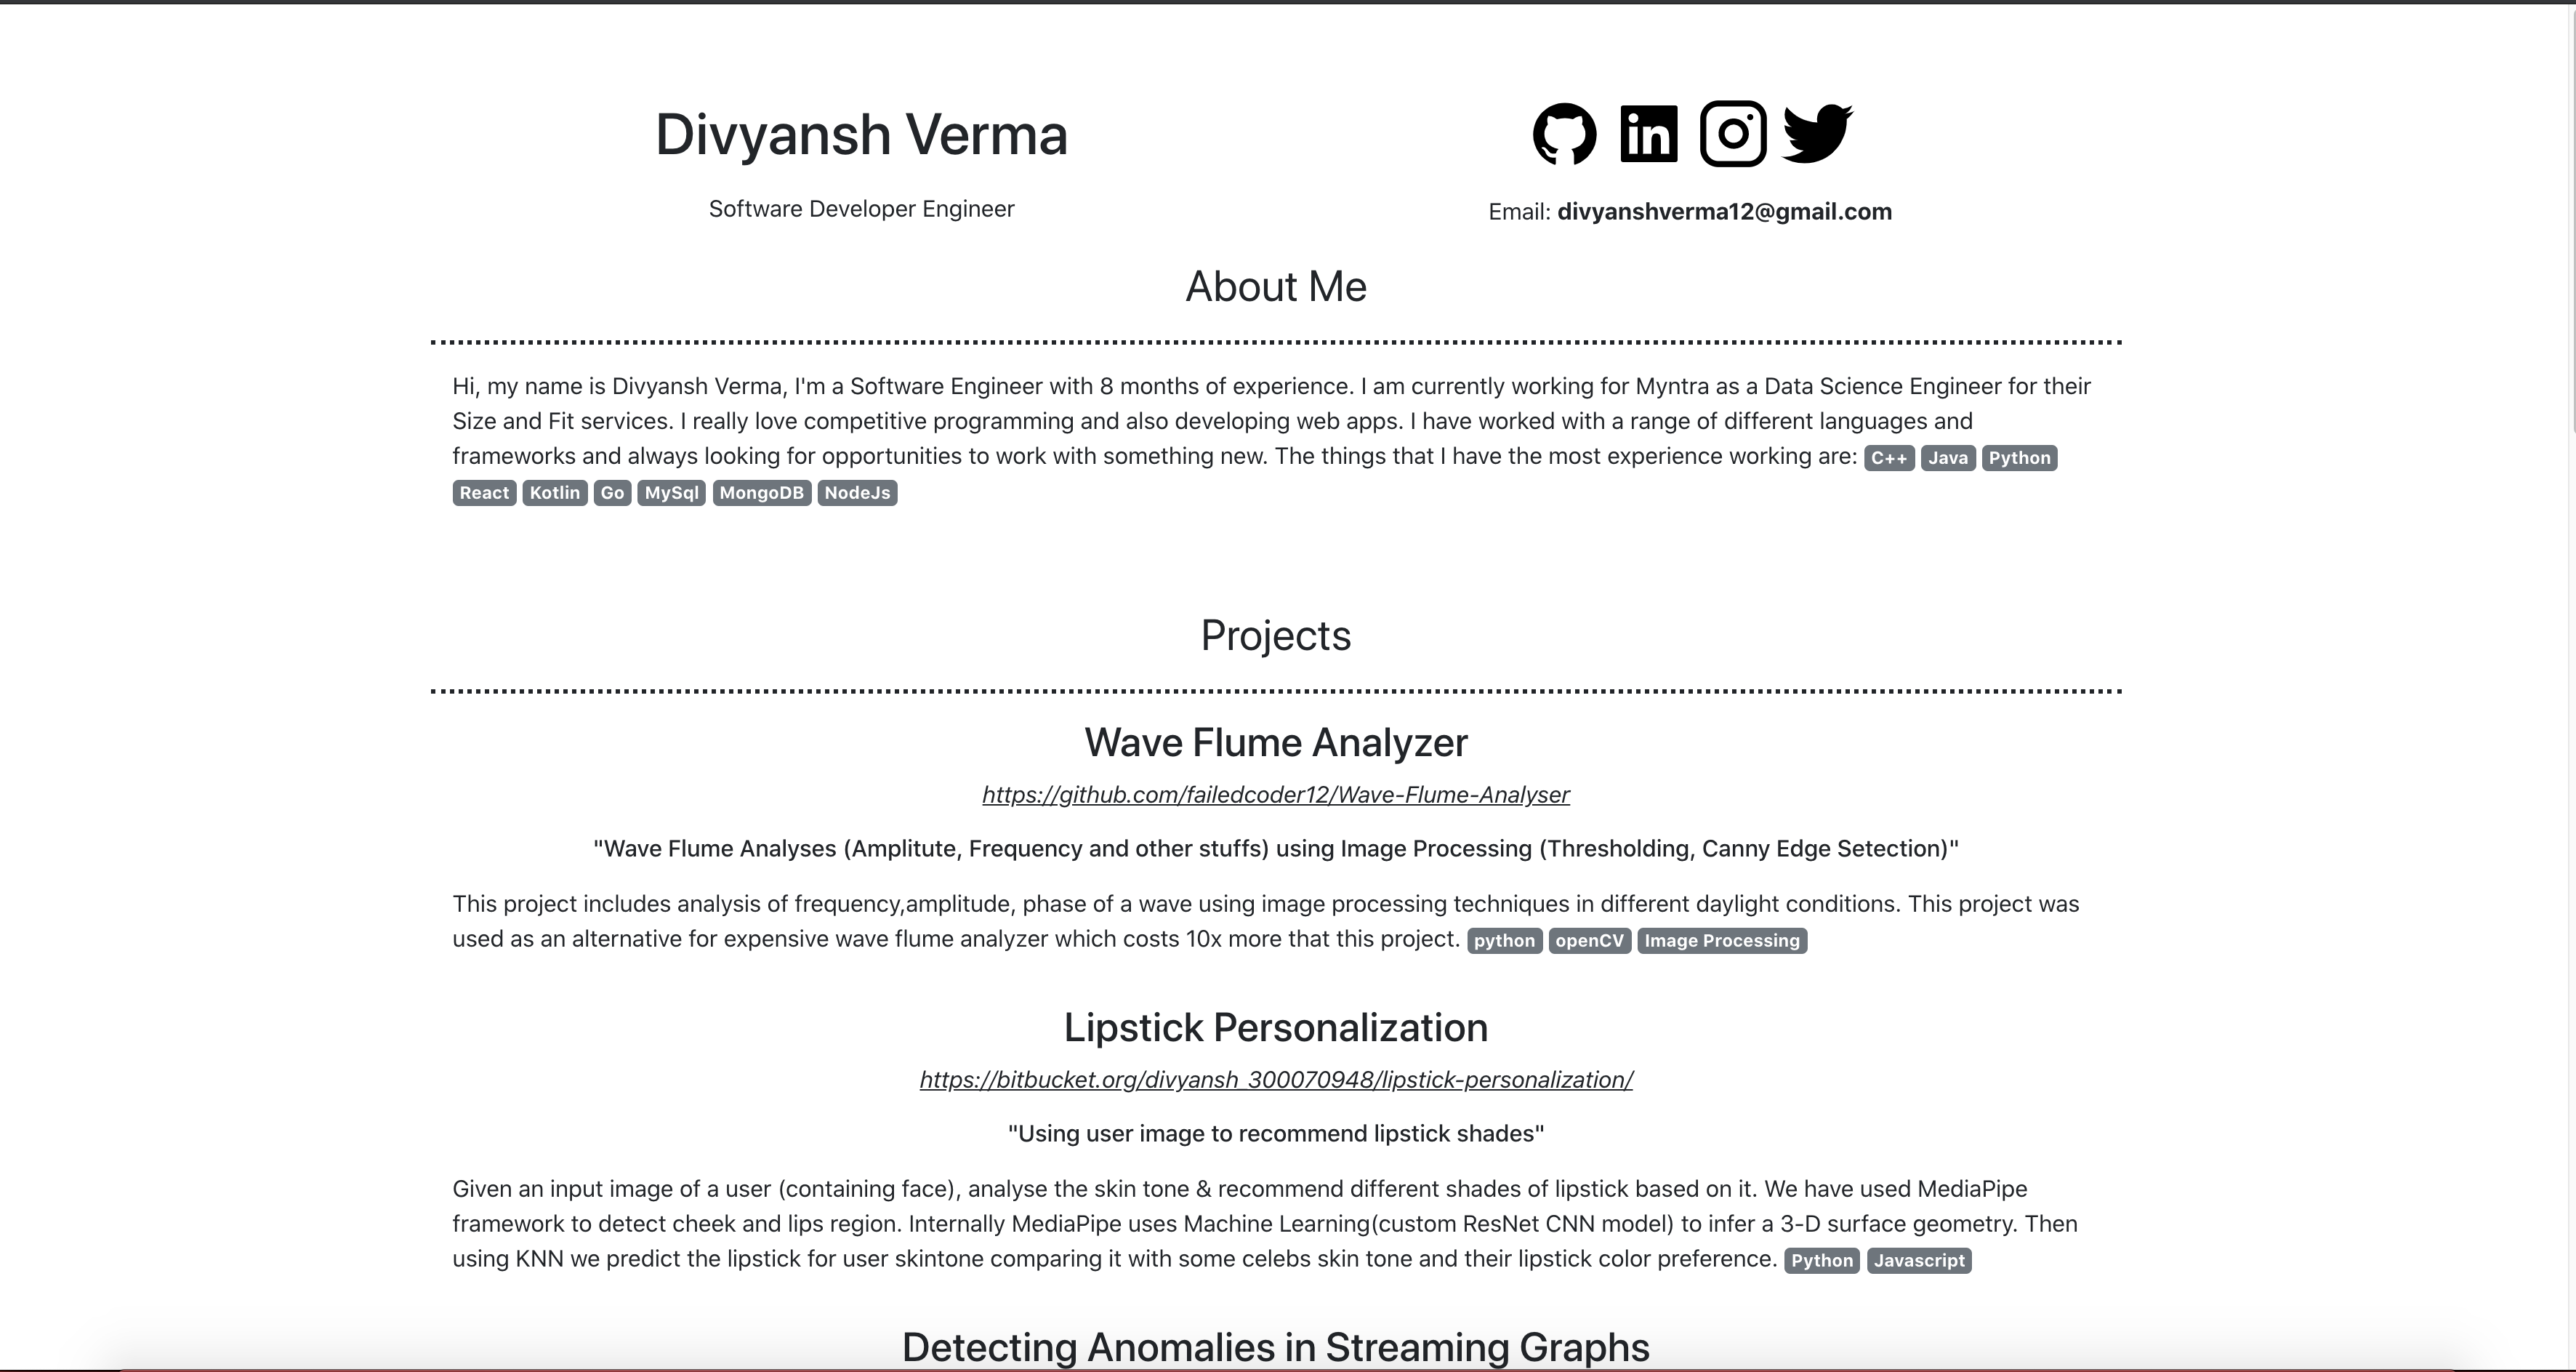 Divyansh Verma
Software Developer Engineer
Email: divyanshverma12@gmail.com
About Me
Hi, my name is Divyansh Verma, I'm a Software Engineer with 8 months of experience. I am currently working for Myntra as a Data Science Engineer for their
Size and Fit services. I really love competitive programming and also developing web apps. I have worked with a range of different languages and
frameworks and always looking for opportunities to work with something new. The things that I have the most experience working are: C++ Java Python
React Kotlin Go MySql MongoDB NodeJs
Projects
Wave Flume Analyzer
https://github.com/failedcoder12/Wave-Flume-Analyser
"Wave Flume Analyses (Amplitute, Frequency and other stuffs) using Image Processing (Thresholding, Canny Edge Setection)"
This project includes analysis of frequency,amplitude, phase of a wave using image processing techniques in different daylight conditions. This project was
used as an alternative for expensive wave flume analyzer which costs 10x more that this project. python openCV Image Processing
Lipstick Personalization
https://bitbucket.org/divyansh_300070948/lipstick-personalization/
"Using user image to recommend lipstick shades"
Given an input image of a user (containing face), analyse the skin tone & recommend different shades of lipstick based on it. We have used MediaPipe
framework to detect cheek and lips region. Internally MediaPipe uses Machine Learning(custom ResNet CNN model) to infer a 3-D surface geometry. Then
using KNN we predict the lipstick for user skintone comparing it with some celebs skin tone and their lipstick color preference. Python Javascript
Detecting Anomalies in Streaming Graphs